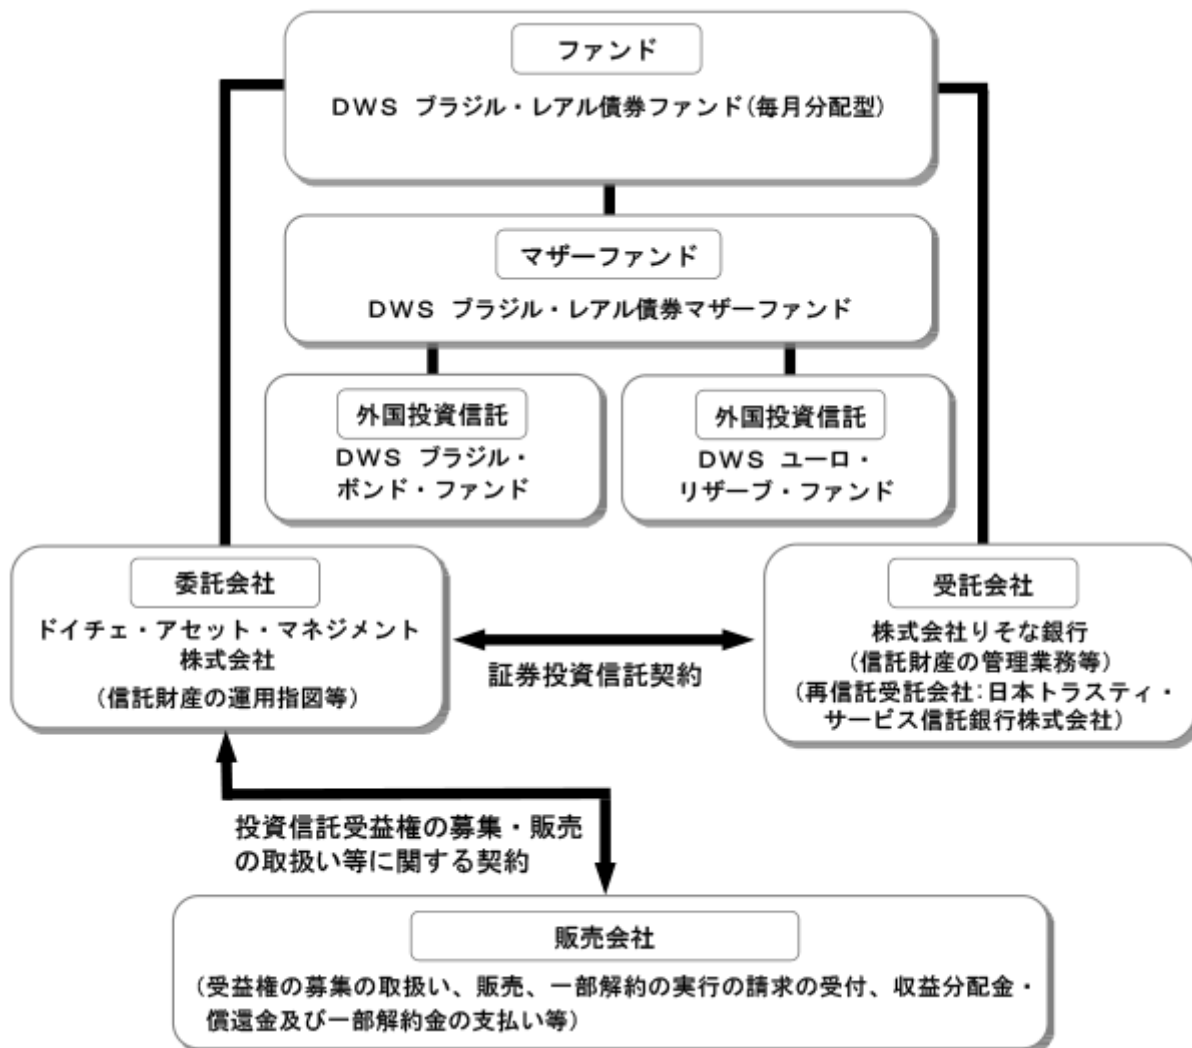 ファンド
DWS ブラジル・レアル債券ファンド(毎月分配型)
マザーファンド
DWS ブラジル・レアル債券マザーファンド
外国投資信託
DWS ブラジル・
ボンド・ファンド
外国投資信託
DWS ユーロ・
リザーブ・ファンド
委託会社
ドイチェ・アセット・マネジメント
株式会社
(信託財産の運用指図等)
証券投資信託契約
受託会社
株式会社りそな銀行
(信託財産の管理業務等)
(再信託受託会社:日本トラスティ・
サービス信託銀行株式会社)
投資信託受益権の募集・販売
の取扱い等に関する契約
販売会社
(受益権の募集の取扱い、販売、一部解約の実行の請求の受付、収益分配金・
償還金及び一部解約金の支払い等)